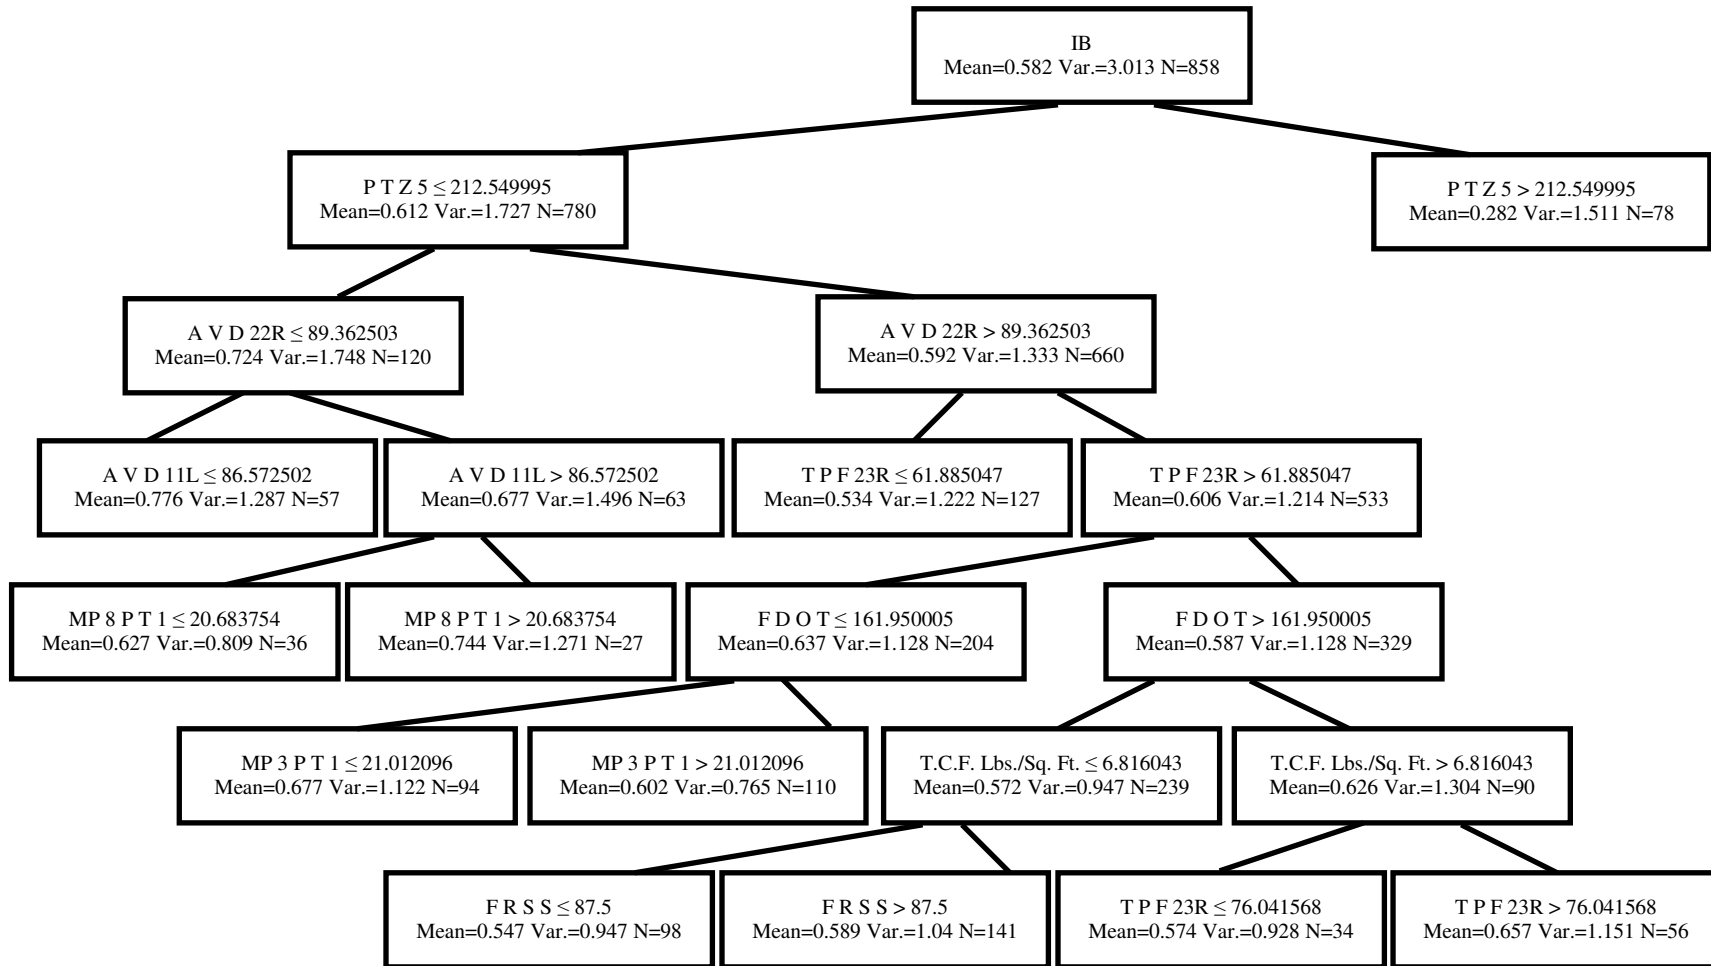 IB
Mean=0.582 Var.=3.013 N=858
P T Z 5 ≤ 212.549995
Mean=0.612 Var.=1.727 N=780
P T Z 5 > 212.549995
Mean=0.282 Var.=1.511 N=78
A V D 22R ≤ 89.362503
Mean=0.724 Var.=1.748 N=120
A V D 22R > 89.362503
Mean=0.592 Var.=1.333 N=660
A V D 11L ≤ 86.572502
Mean=0.776 Var.=1.287 N=57
A V D 11L > 86.572502
Mean=0.677 Var.=1.496 N=63
T P F 23R ≤ 61.885047
Mean=0.534 Var.=1.222 N=127
T P F 23R > 61.885047
Mean=0.606 Var.=1.214 N=533
MP 8 P T 1 ≤ 20.683754
Mean=0.627 Var.=0.809 N=36
MP 8 P T 1 > 20.683754
Mean=0.744 Var.=1.271 N=27
F D O T ≤ 161.950005
Mean=0.637 Var.=1.128 N=204
F D O T > 161.950005
Mean=0.587 Var.=1.128 N=329
MP 3 P T 1 ≤ 21.012096
Mean=0.677 Var.=1.122 N=94
MP 3 P T 1 > 21.012096
Mean=0.602 Var.=0.765 N=110
T.C.F. Lbs./Sq. Ft. ≤ 6.816043
Mean=0.572 Var.=0.947 N=239
T.C.F. Lbs./Sq. Ft. > 6.816043
Mean=0.626 Var.=1.304 N=90
F R S S ≤ 87.5
Mean=0.547 Var.=0.947 N=98
F R S S > 87.5
Mean=0.589 Var.=1.04 N=141
T P F 23R ≤ 76.041568
Mean=0.574 Var.=0.928 N=34
T P F 23R > 76.041568
Mean=0.657 Var.=1.151 N=56